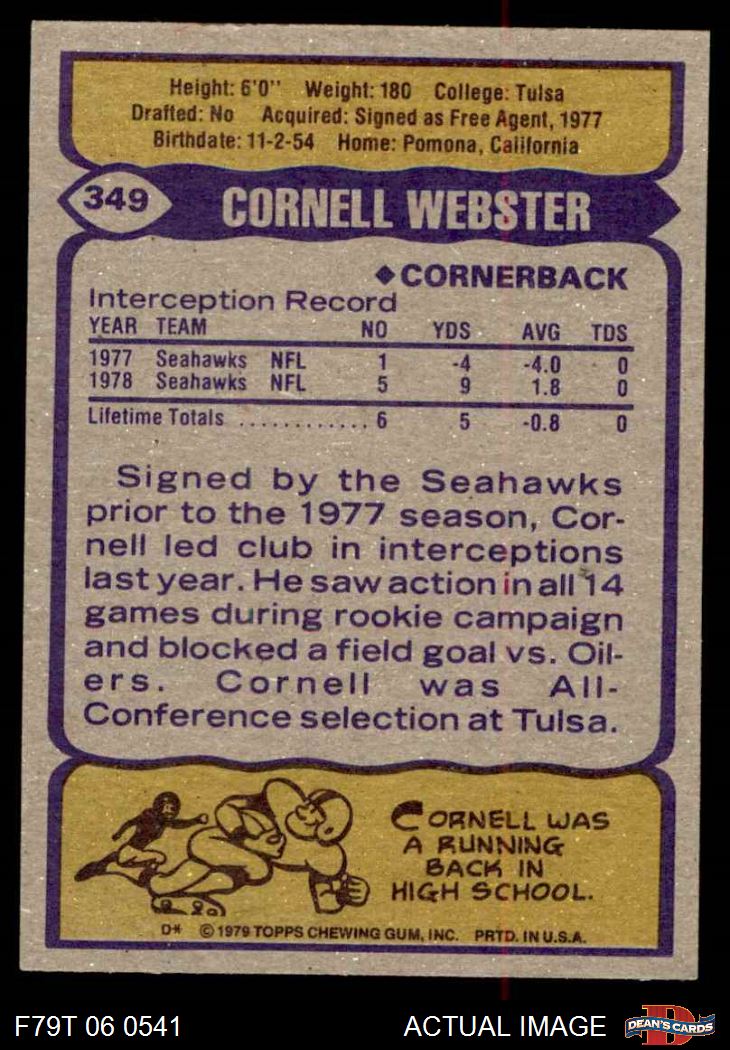 Height: 6'0" Weight: 180 College: Tulsa
Drafted: No Acquired: Signed as Free Agent, 1977
Birthdate: 11-2-54 Home: Pomona, California
349
CORNELL WEBSTER
◆CORNERBACK
Interception Record
YEAR TEAM NO YDS AVG TDS
1977 Seahawks NFL 1 -4 -4.0 0
1978 Seahawks NFL 5 9 1.8 0
Lifetime Totals ............ 6 5 -0.8 0
Signed by the Seahawks
prior to the 1977 season, Cor-
nell led club in interceptions
last year. He saw action in all 14
games during rookie campaign
and blocked a field goal vs. Oil-
ers. Cornell was All-
Conference selection at Tulsa.
CORNELL WAS
A RUNNING
BACK IN
HIGH SCHOOL.
D* ©1979 TOPPS CHEWING GUM, INC. PRTD. IN U.S.A.
F79T 06 0541 ACTUAL IMAGE
D
DEAN'S CARDS